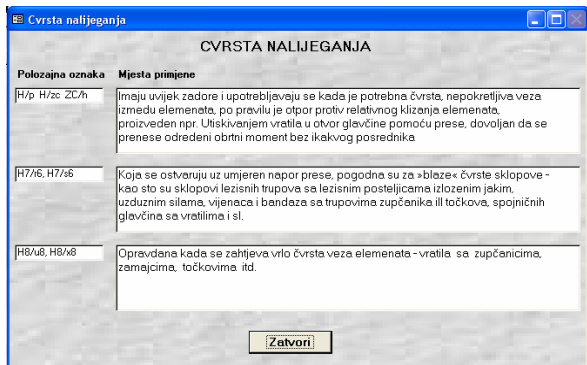 Cvrsta nalijeganja
CVRSTA NALIJEGANJA
Polozajna oznaka Mjesta primjene
H/p H/zc ZC/h
Imaju uvijek zadore i upotrebljavaju se kada je potrebna čvrsta, nepokretljiva veza
izmedu elemenata, po pravilu je otpor protiv relativnog klizanja elemenata,
proizveden npr. Utiskivanjem vratila u otvor glavčine pomoću prese, dovoljan da se
prenese odredeni obrtni moment bez ikakvog posrednika
H7/r6, H7/s6
Koja se ostvaruju uz umjeren napor prese, pogodna su za »blaze« čvrste sklopove -
kao sto su sklopovi lezisnih trupova sa lezisnim posteljicama izlozenim jakim,
uzduznim silama, vijenaca i bandaza sa trupovima zupčanika ill točkova, spojničnih
glavčina sa vratilima i sl.
H8/u8, H8/x8
Opravdana kada se zahtjeva vrlo čvrsta veza elemenata - vratila sa zupčanicima,
zamajcima, točkovima itd.
Zatvori